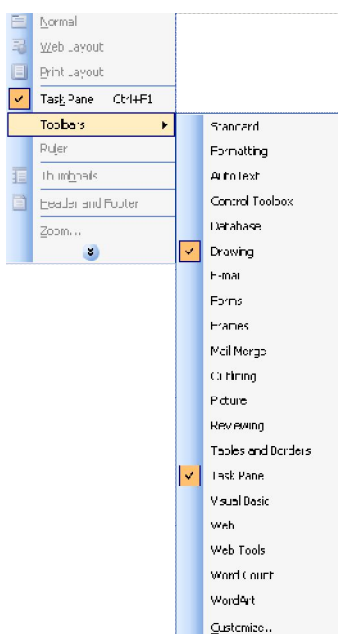 Normal
Web Layout
Print Layout
Task Pane Ctrl+F1
Toolbars
Ruler
Thumbnails
Header and Footer
Zoom...
Standard
Formatting
AutoText
Control Toolbox
Database
Drawing
E-mail
Forms
Frames
Mail Merge
Outlining
Picture
Reviewing
Tables and Borders
Task Pane
Visual Basic
Web
Web Tools
Word Count
WordArt
Customize...